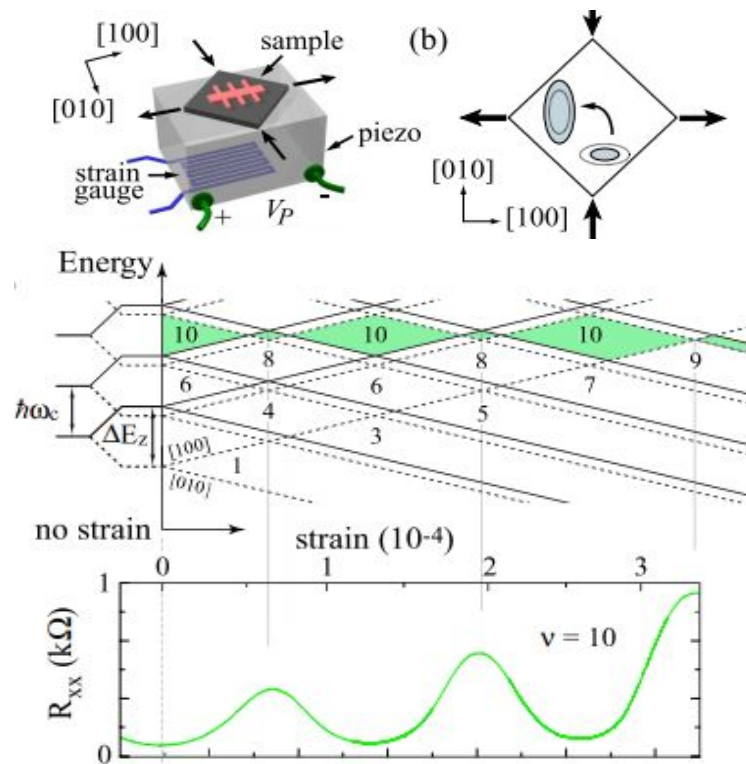 [100]
sample
(b)
[010]
piezo
strain
gauge
+
V_P
-
[010]
[100]
Energy
10 10 10
8 8 9
6 6 7
ħω_c
4 5
ΔE_Z
[100]
3
1
[010]
no strain
strain (10⁻⁴)
0 1 2 3
1
R_xx (kΩ)
ν = 10
0